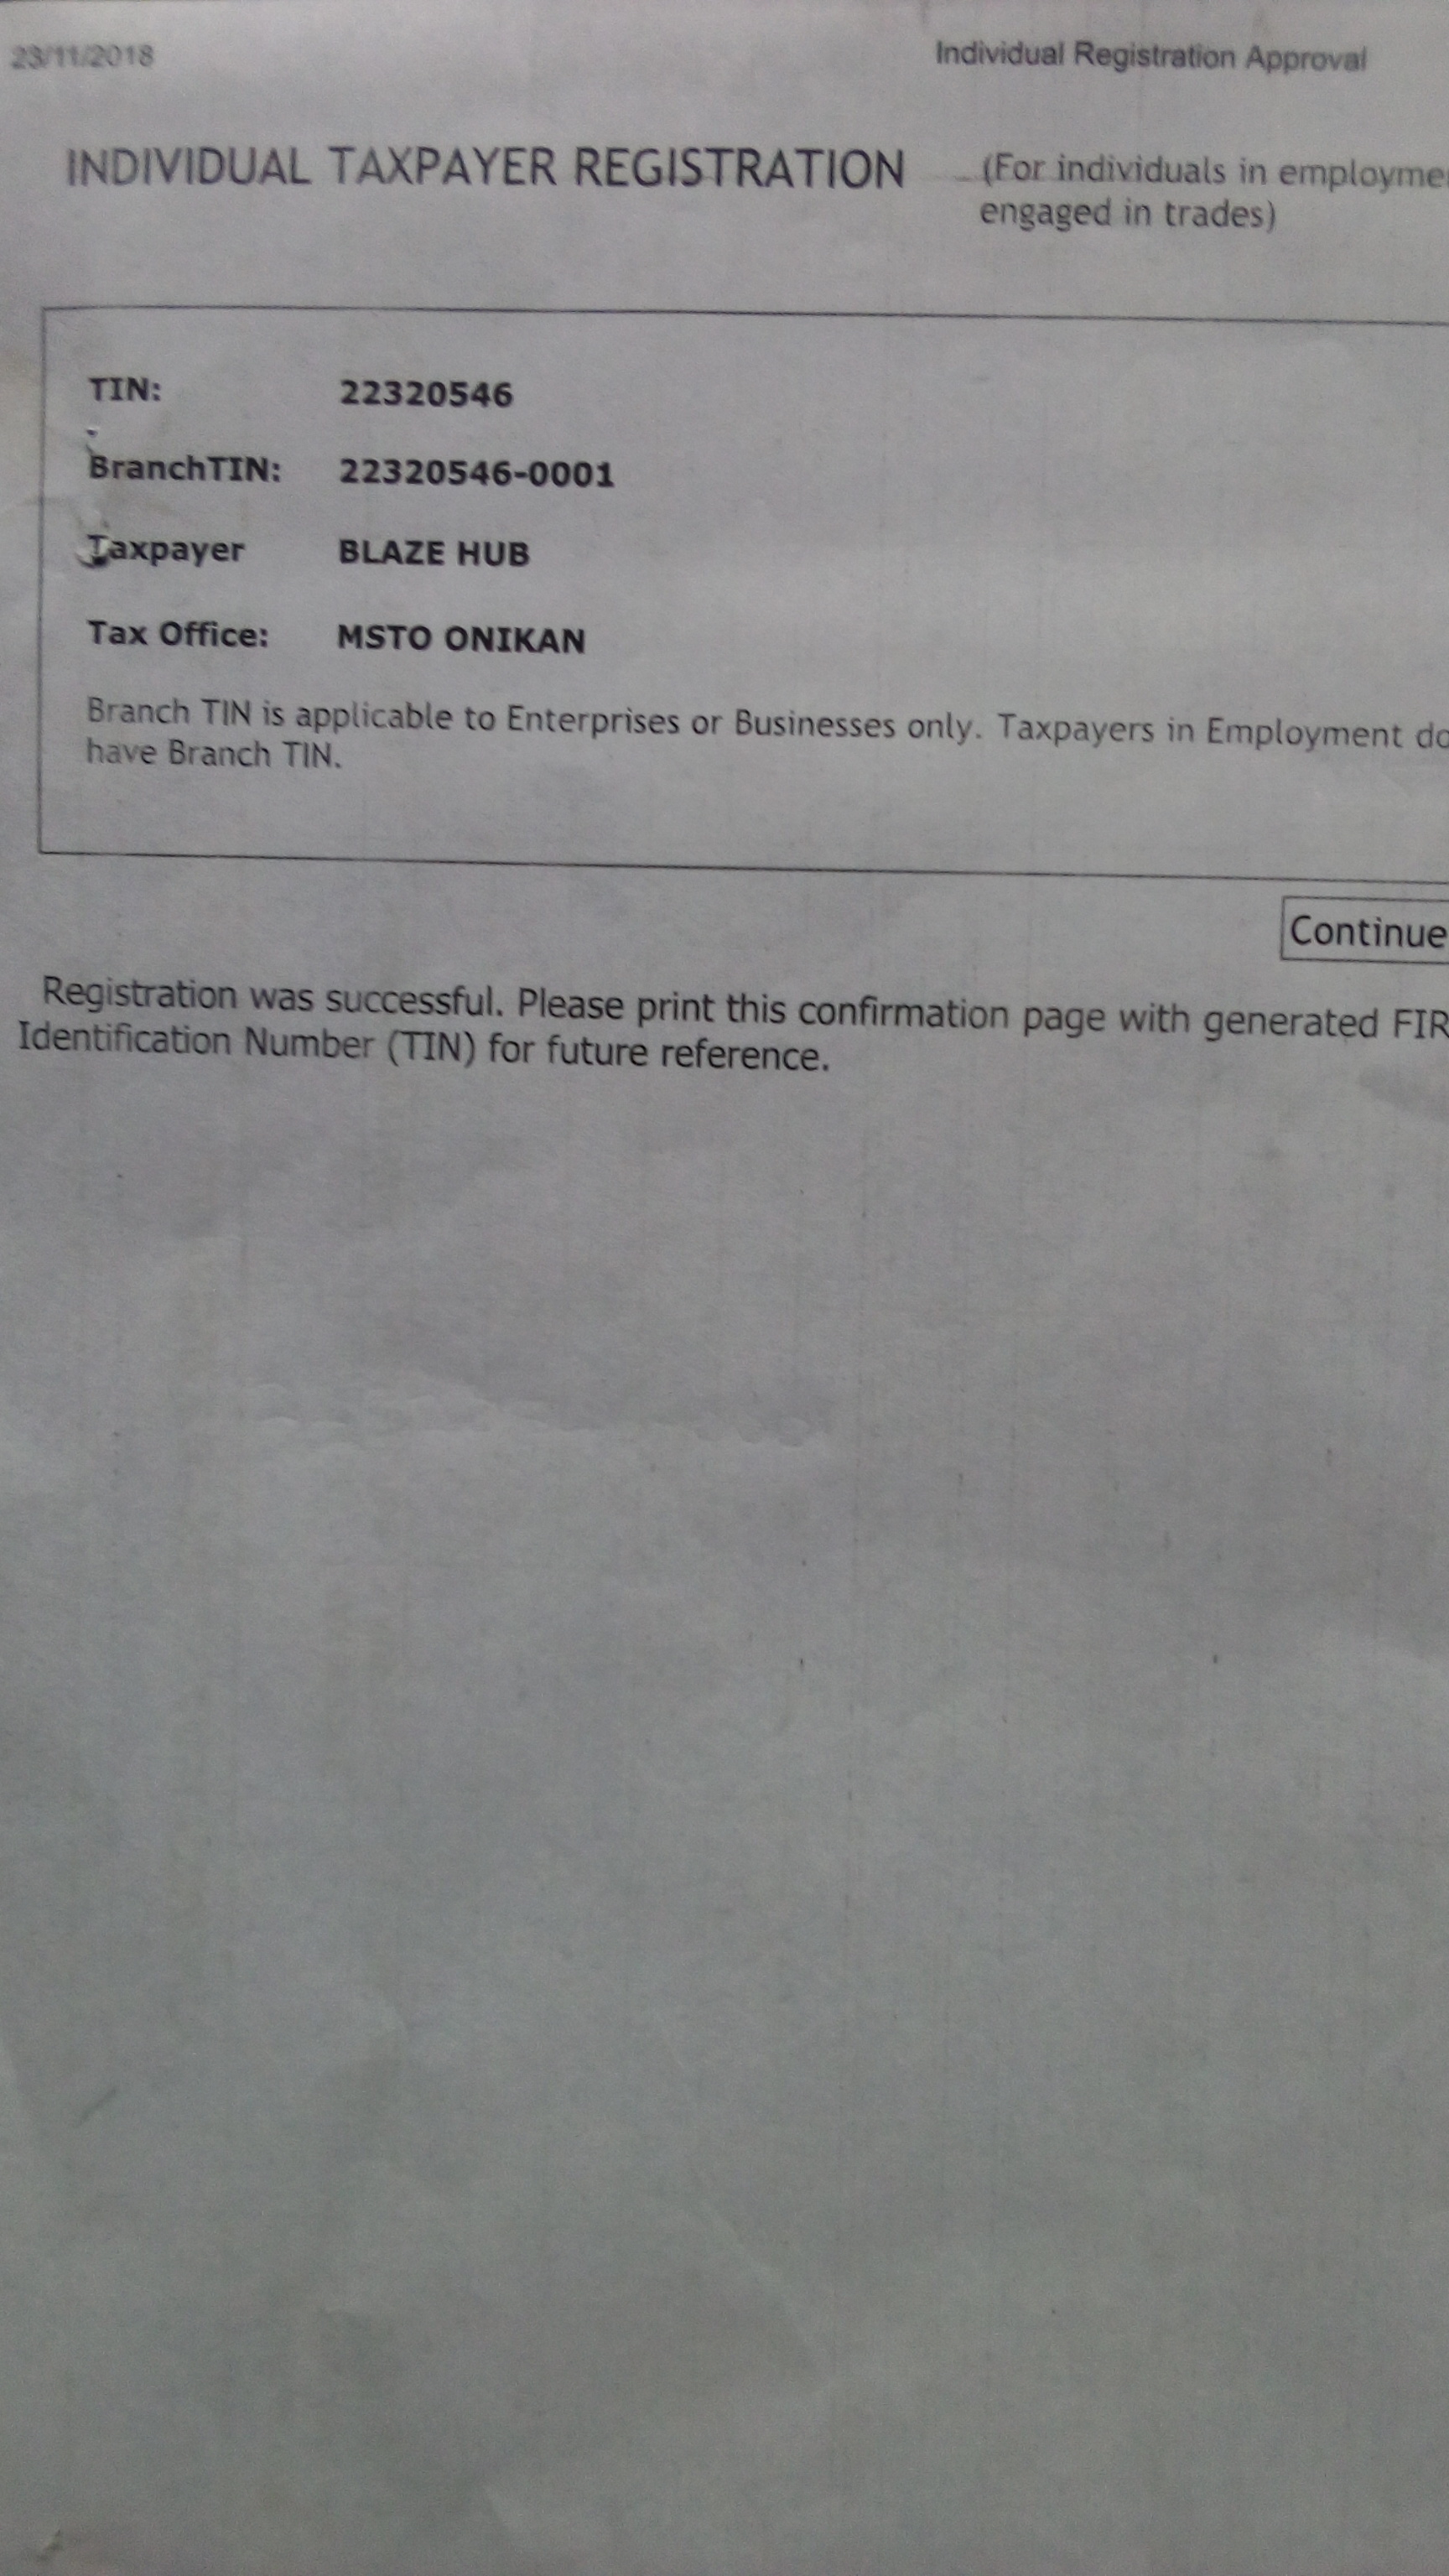 23/11/2018 Individual Registration Approval
INDIVIDUAL TAXPAYER REGISTRATION (For individuals in employme
engaged in trades)
TIN: 22320546
BranchTIN: 22320546-0001
Taxpayer BLAZE HUB
Tax Office: MSTO ONIKAN
Branch TIN is applicable to Enterprises or Businesses only. Taxpayers in Employment do
have Branch TIN.
Continue
Registration was successful. Please print this confirmation page with generated FIR
Identification Number (TIN) for future reference.